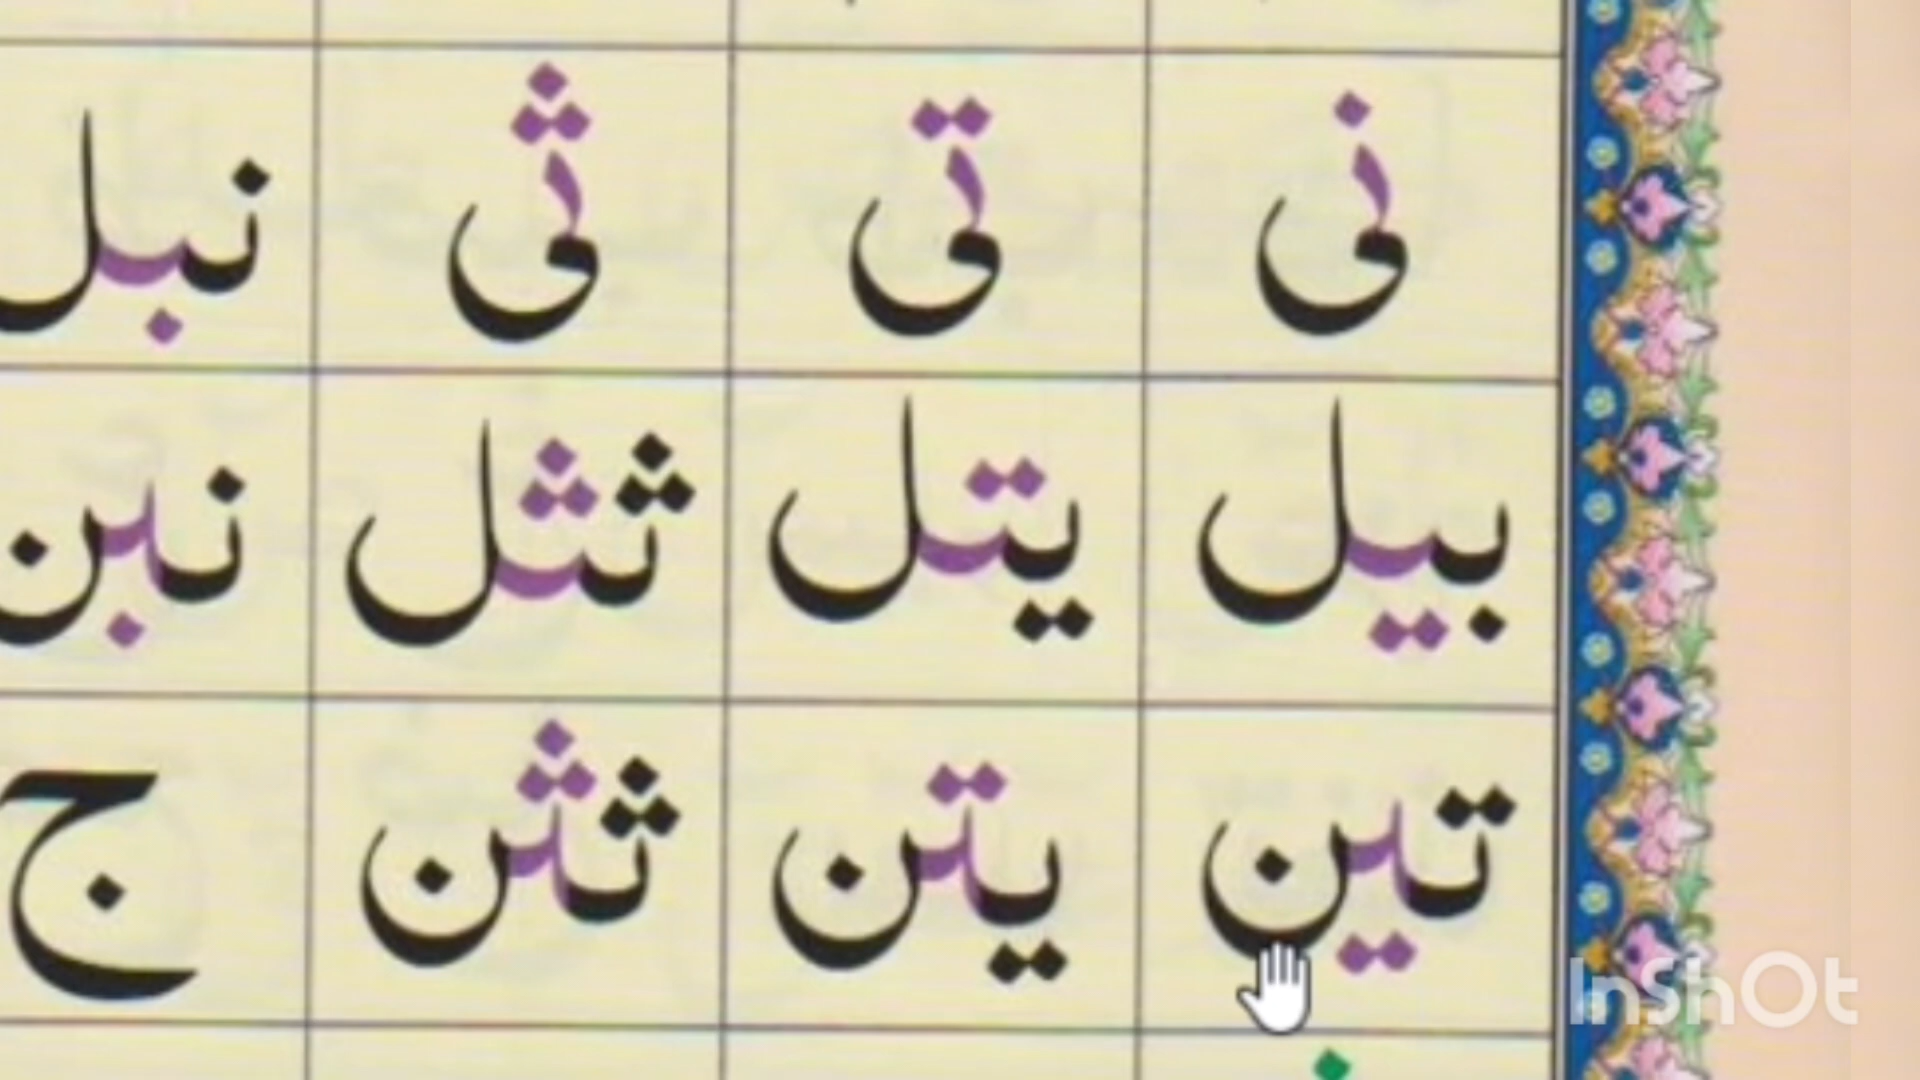 نی تی ثی نبل
بیل یتل ثثل نبن
تین یتن ثثن ج
InShOt